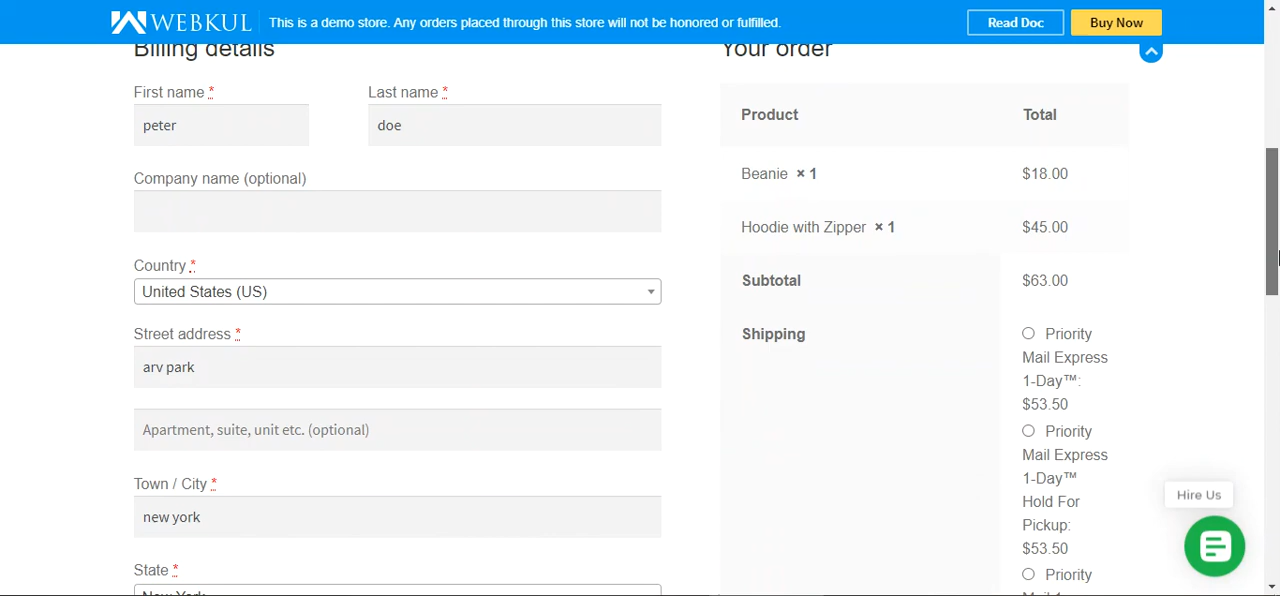 WEBKUL
This is a demo store. Any orders placed through this store will not be honored or fulfilled.
Read Doc
Buy Now
Billing details
First name *
Last name *
peter
doe
Company name (optional)
Country *
United States (US)
Street address *
arv park
Apartment, suite, unit etc. (optional)
Town / City *
new york
State *
New York
Your order
Product Total
Beanie × 1 $18.00
Hoodie with Zipper × 1 $45.00
Subtotal $63.00
Shipping
Priority
Mail Express
1-Day™:
$53.50
Priority
Mail Express
1-Day™
Hold For
Pickup:
$53.50
Priority
Hire Us